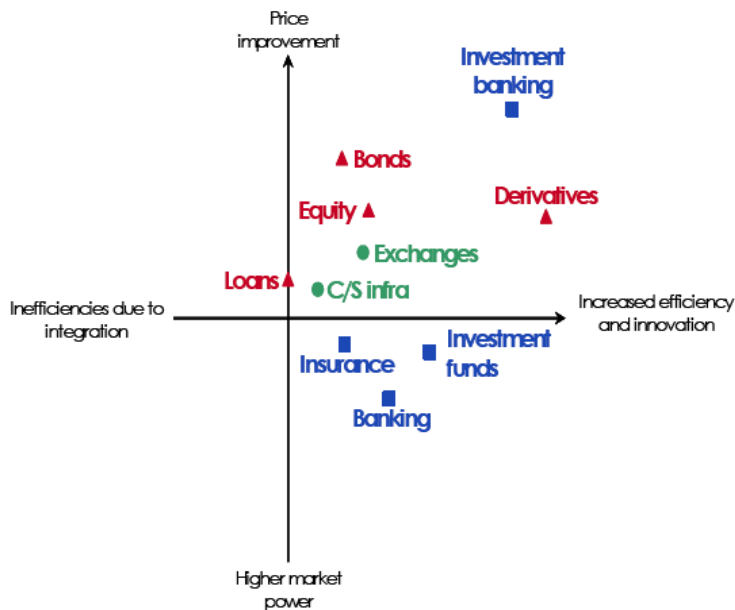 Price
improvement
Investment
banking
Bonds
Derivatives
Equity
Exchanges
Loans
C/S infra
Inefficiencies due to
integration
Increased efficiency
and innovation
Insurance
Investment
funds
Banking
Higher market
power